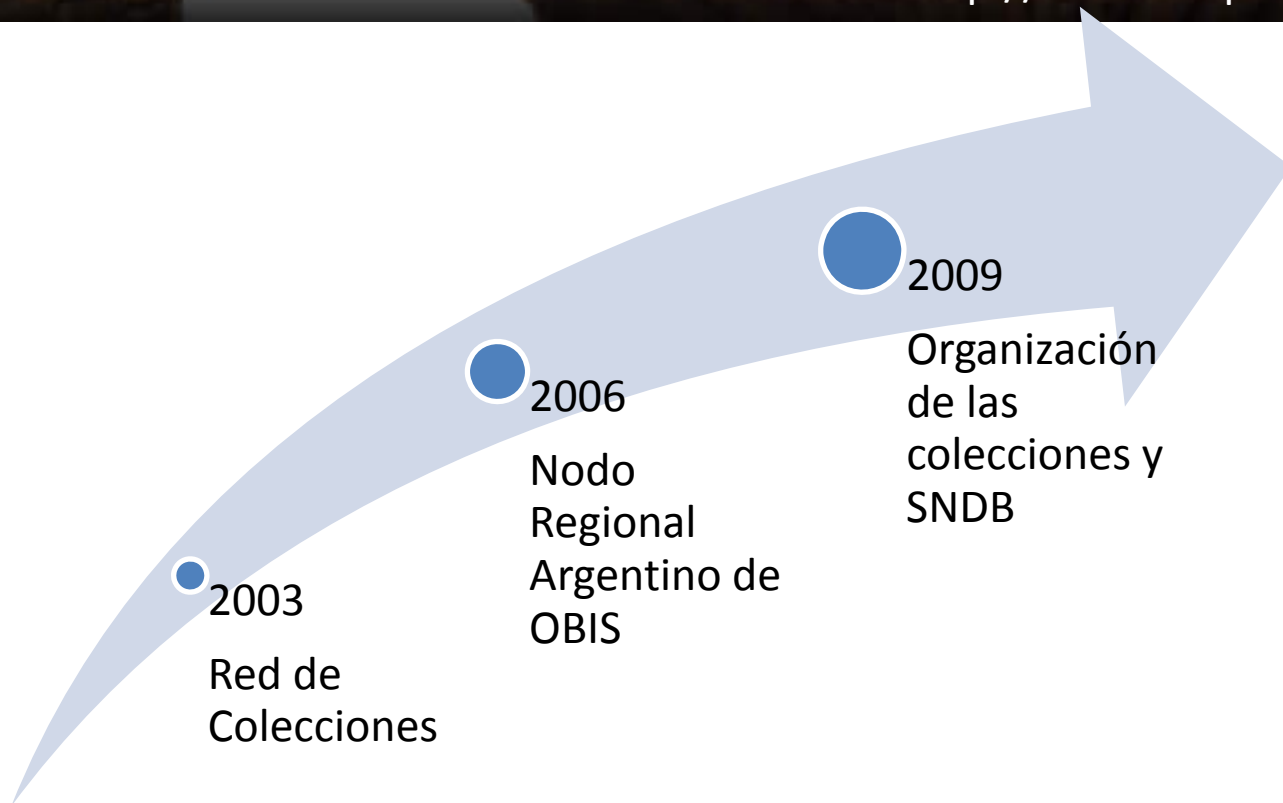 2003
Red de
Colecciones
2006
Nodo
Regional
Argentino de
OBIS
2009
Organización
de las
colecciones y
SNDB